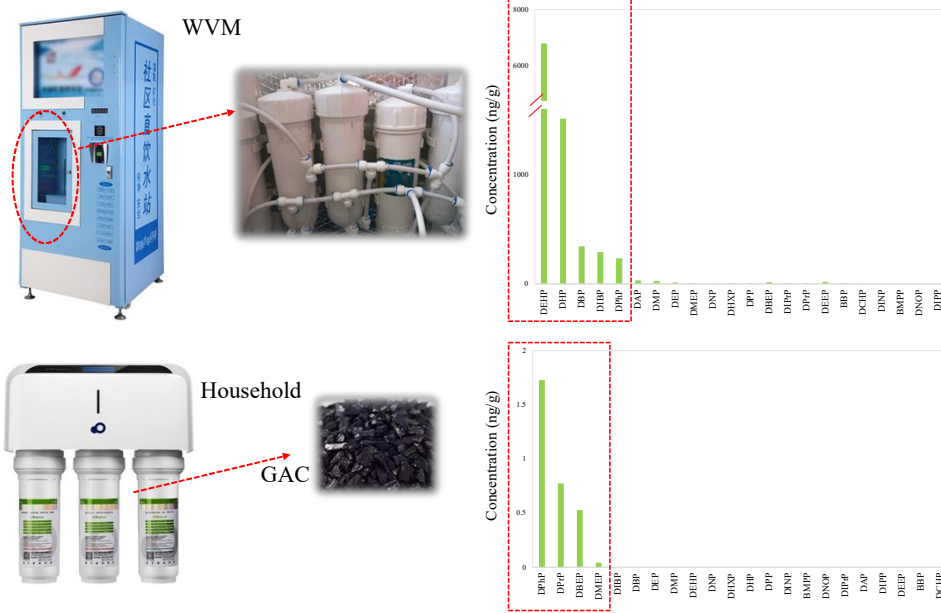 WVM
社区直饮水站
Household
GAC
Concentration (ng/g)
8000
6000
1000
0
DEHP
DHP
DBP
DIBP
DPhP
DAP
DMP
DEP
DMEP
DNP
DHXP
DPP
DBEP
DIPrP
DPrP
DEEP
BBP
DCHP
DINP
BMPP
DNOP
DIPP
Concentration (ng/g)
2
1.5
1
0.5
0
DPhP
DPrP
DBEP
DMEP
DIBP
DBP
DEP
DMP
DEHP
DNP
DHXP
DHP
DPP
DINP
BMPP
DNOP
DIPrP
DAP
DIPP
DEEP
BBP
DCHP